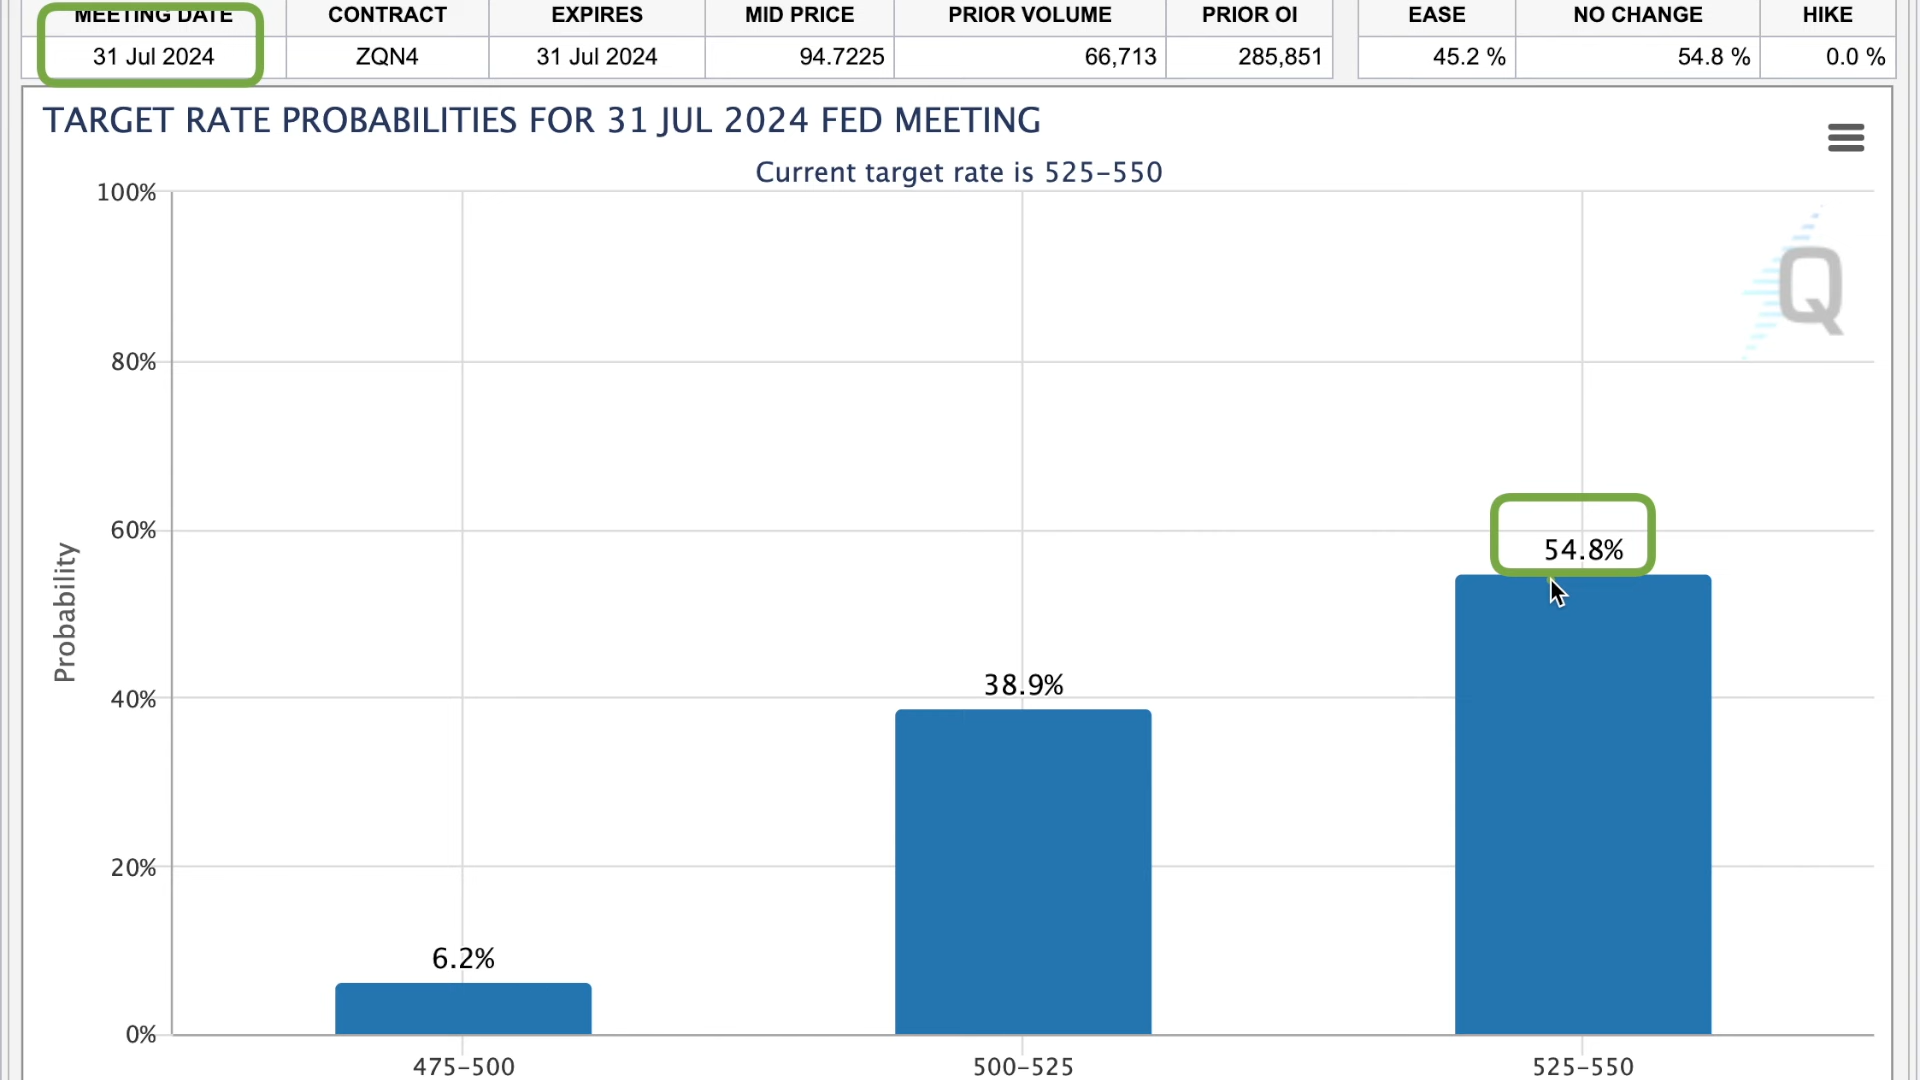 MEETING DATE CONTRACT EXPIRES MID PRICE PRIOR VOLUME PRIOR OI EASE NO CHANGE HIKE
31 Jul 2024 ZQN4 31 Jul 2024 94.7225 66,713 285,851 45.2 % 54.8 % 0.0 %
TARGET RATE PROBABILITIES FOR 31 JUL 2024 FED MEETING
Current target rate is 525–550
100%
Q
80%
60%
54.8%
Probability
38.9%
40%
20%
6.2%
0%
475–500 500–525 525–550